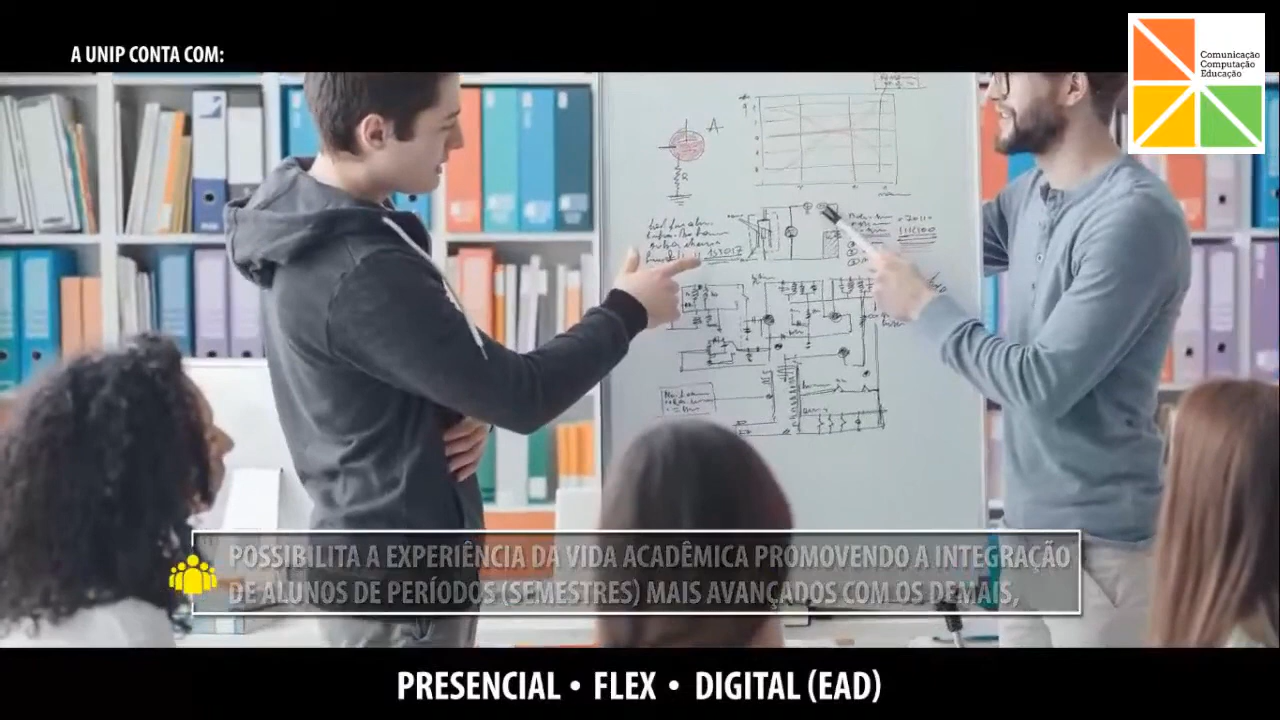 A UNIP CONTA COM:
Comunicação
Computação
Educação
A
R
POSSIBILITA A EXPERIÊNCIA DA VIDA ACADÊMICA PROMOVENDO A INTEGRAÇÃO
DE ALUNOS DE PERÍODOS (SEMESTRES) MAIS AVANÇADOS COM OS DEMAIS,
PRESENCIAL • FLEX • DIGITAL (EAD)